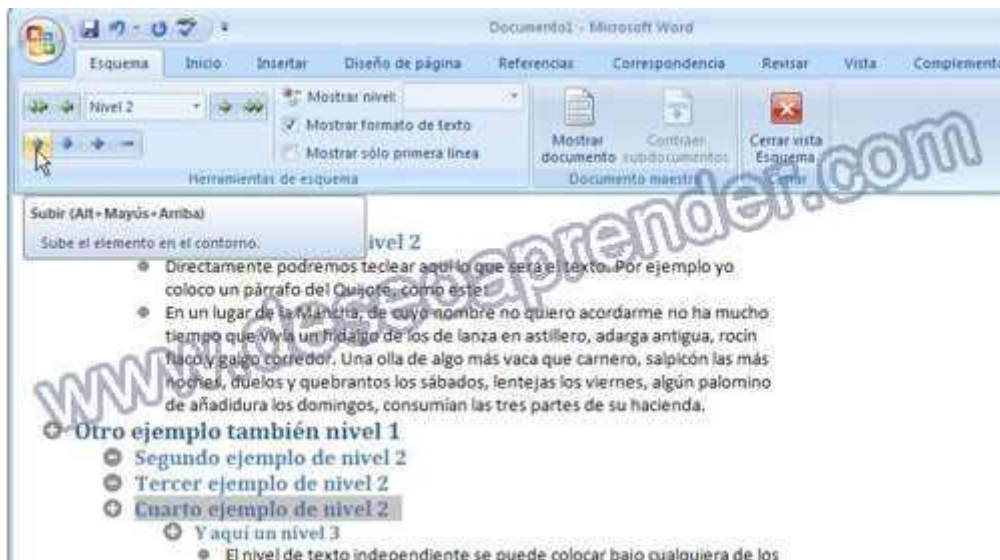 Documento1 - Microsoft Word
Esquema Inicio Insertar Diseño de página Referencias Correspondencia Revisar Vista Complemento
Nivel 2
Mostrar nivel:
Mostrar formato de texto
Mostrar sólo primera línea
Mostrar documento
Contraer subdocumentos
Cerrar vista Esquema
Herramientas de esquema Documento maestro Cerrar
Subir (Alt+Mayús+Arriba)
Sube el elemento en el contorno.
ivel 2
Directamente podremos teclear aquí lo que será el texto. Por ejemplo yo
coloco un párrafo del Quijote, como este:
En un lugar de la Mancha, de cuyo nombre no quiero acordarme no ha mucho
tiempo que vivía un hidalgo de los de lanza en astillero, adarga antigua, rocín
flaco y galgo corredor. Una olla de algo más vaca que carnero, salpicón las más
noches, duelos y quebrantos los sábados, lentejas los viernes, algún palomino
de añadidura los domingos, consumían las tres partes de su hacienda.
Otro ejemplo también nivel 1
Segundo ejemplo de nivel 2
Tercer ejemplo de nivel 2
Cuarto ejemplo de nivel 2
Y aquí un nivel 3
El nivel de texto independiente se puede colocar bajo cualquiera de los